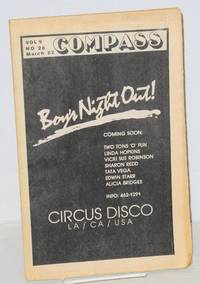 VOL 9
NO 26
March 82
COMPASS
Boys Night Out!
COMING SOON:
TWO TONS 'O' FUN
LINDA HOPKINS
VICKI SUE ROBINSON
SHARON REDD
TATA VEGA
EDWIN STARR
ALICIA BRIDGES
INFO: 462-1291
CIRCUS DISCO
LA / CA / USA